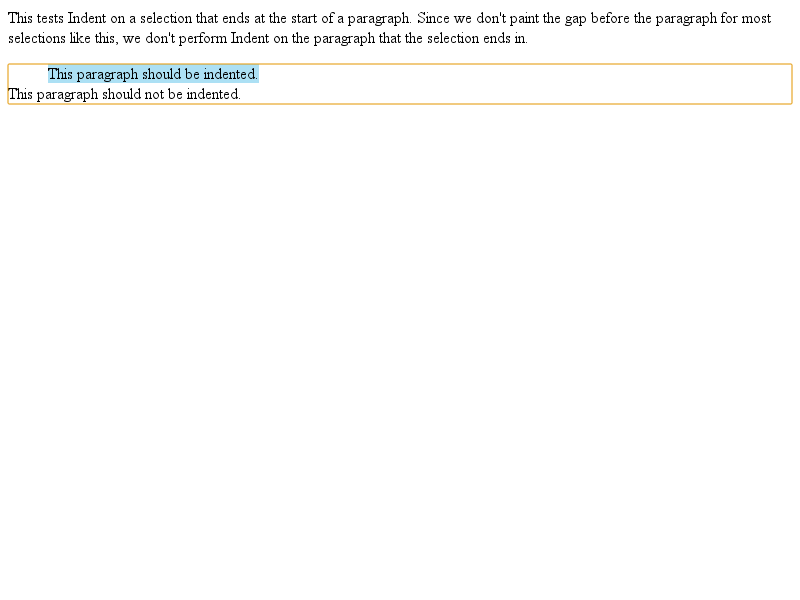 This tests Indent on a selection that ends at the start of a paragraph. Since we don't paint the gap before the paragraph for most
selections like this, we don't perform Indent on the paragraph that the selection ends in.
This paragraph should be indented.
This paragraph should not be indented.